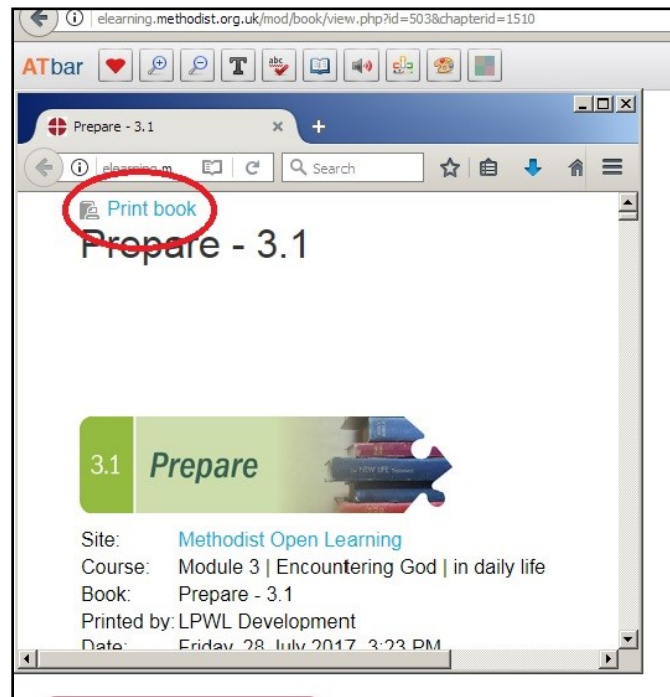 elearning.methodist.org.uk/mod/book/view.php?id=503&chapterid=1510
ATbar T abc
Prepare - 3.1 × +
elearning.m Search
Print book
Prepare - 3.1
3.1 Prepare
Site: Methodist Open Learning
Course: Module 3 | Encountering God | in daily life
Book: Prepare - 3.1
Printed by: LPWL Development
Date: Friday, 28 July 2017, 3:23 PM